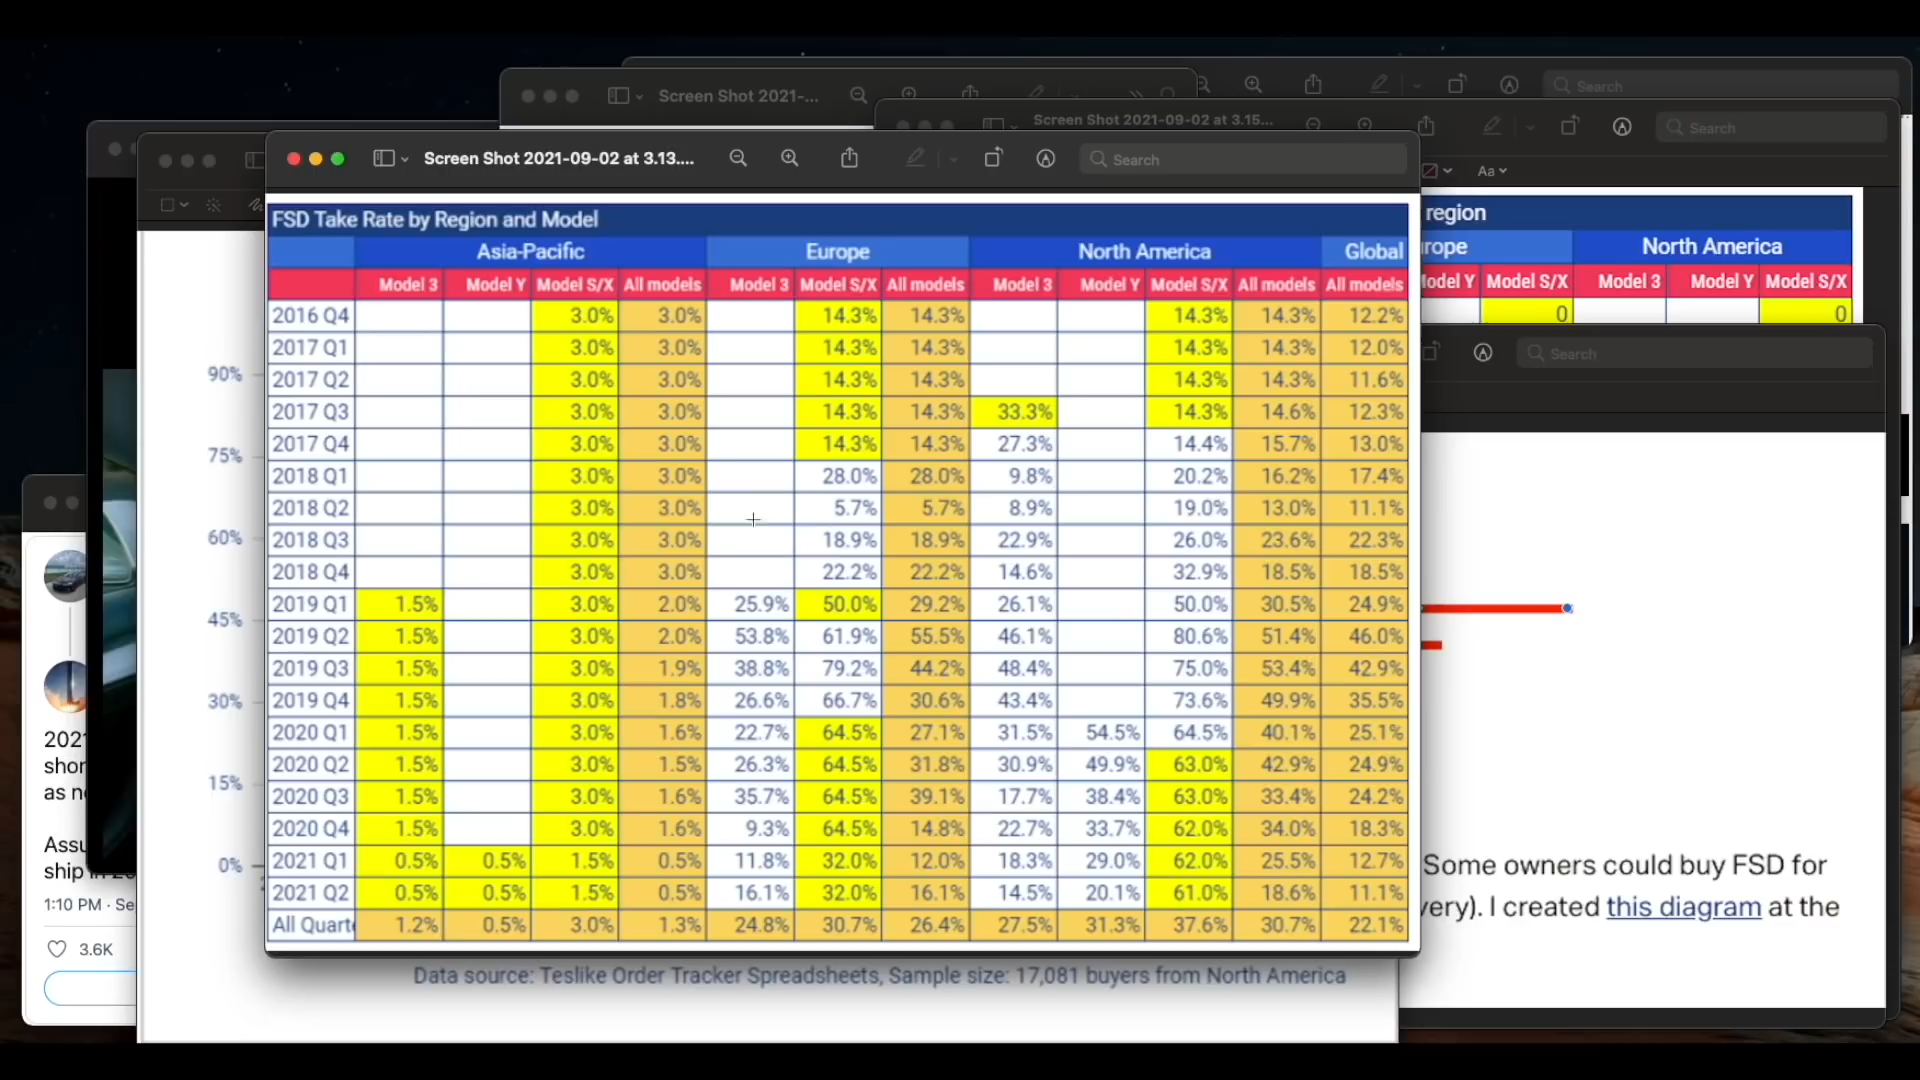 Screen Shot 2021-...
Search
Screen Shot 2021-09-02 at 3.15...
Search
Aa
Screen Shot 2021-09-02 at 3.13....
Search
FSD Take Rate by Region and Model
Asia-Pacific Europe North America Global
Model 3 Model Y Model S/X All models Model 3 Model S/X All models Model 3 Model Y Model S/X All models All models
2016 Q4 3.0% 3.0% 14.3% 14.3% 14.3% 14.3% 12.2%
2017 Q1 3.0% 3.0% 14.3% 14.3% 14.3% 14.3% 12.0%
2017 Q2 3.0% 3.0% 14.3% 14.3% 14.3% 14.3% 11.6%
2017 Q3 3.0% 3.0% 14.3% 14.3% 33.3% 14.3% 14.6% 12.3%
2017 Q4 3.0% 3.0% 14.3% 14.3% 27.3% 14.4% 15.7% 13.0%
2018 Q1 3.0% 3.0% 28.0% 28.0% 9.8% 20.2% 16.2% 17.4%
2018 Q2 3.0% 3.0% 5.7% 5.7% 8.9% 19.0% 13.0% 11.1%
2018 Q3 3.0% 3.0% 18.9% 18.9% 22.9% 26.0% 23.6% 22.3%
2018 Q4 3.0% 3.0% 22.2% 22.2% 14.6% 32.9% 18.5% 18.5%
2019 Q1 1.5% 3.0% 2.0% 25.9% 50.0% 29.2% 26.1% 50.0% 30.5% 24.9%
2019 Q2 1.5% 3.0% 2.0% 53.8% 61.9% 55.5% 46.1% 80.6% 51.4% 46.0%
2019 Q3 1.5% 3.0% 1.9% 38.8% 79.2% 44.2% 48.4% 75.0% 53.4% 42.9%
2019 Q4 1.5% 3.0% 1.8% 26.6% 66.7% 30.6% 43.4% 73.6% 49.9% 35.5%
2020 Q1 1.5% 3.0% 1.6% 22.7% 64.5% 27.1% 31.5% 54.5% 64.5% 40.1% 25.1%
2020 Q2 1.5% 3.0% 1.5% 26.3% 64.5% 31.8% 30.9% 49.9% 63.0% 42.9% 24.9%
2020 Q3 1.5% 3.0% 1.6% 35.7% 64.5% 39.1% 17.7% 38.4% 63.0% 33.4% 24.2%
2020 Q4 1.5% 3.0% 1.6% 9.3% 64.5% 14.8% 22.7% 33.7% 62.0% 34.0% 18.3%
2021 Q1 0.5% 0.5% 1.5% 0.5% 11.8% 32.0% 12.0% 18.3% 29.0% 62.0% 25.5% 12.7%
2021 Q2 0.5% 0.5% 1.5% 0.5% 16.1% 32.0% 16.1% 14.5% 20.1% 61.0% 18.6% 11.1%
All Quarte 1.2% 0.5% 3.0% 1.3% 24.8% 30.7% 26.4% 27.5% 31.3% 37.6% 30.7% 22.1%
Data source: Teslike Order Tracker Spreadsheets, Sample size: 17,081 buyers from North America
90%
75%
60%
45%
30%
15%
0%
region
rope North America
Model Y Model S/X Model 3 Model Y Model S/X
0 0
Search
Some owners could buy FSD for
very). I created this diagram at the
202
shor
as n
Assu
ship in 20
1:10 PM · Se
3.6K